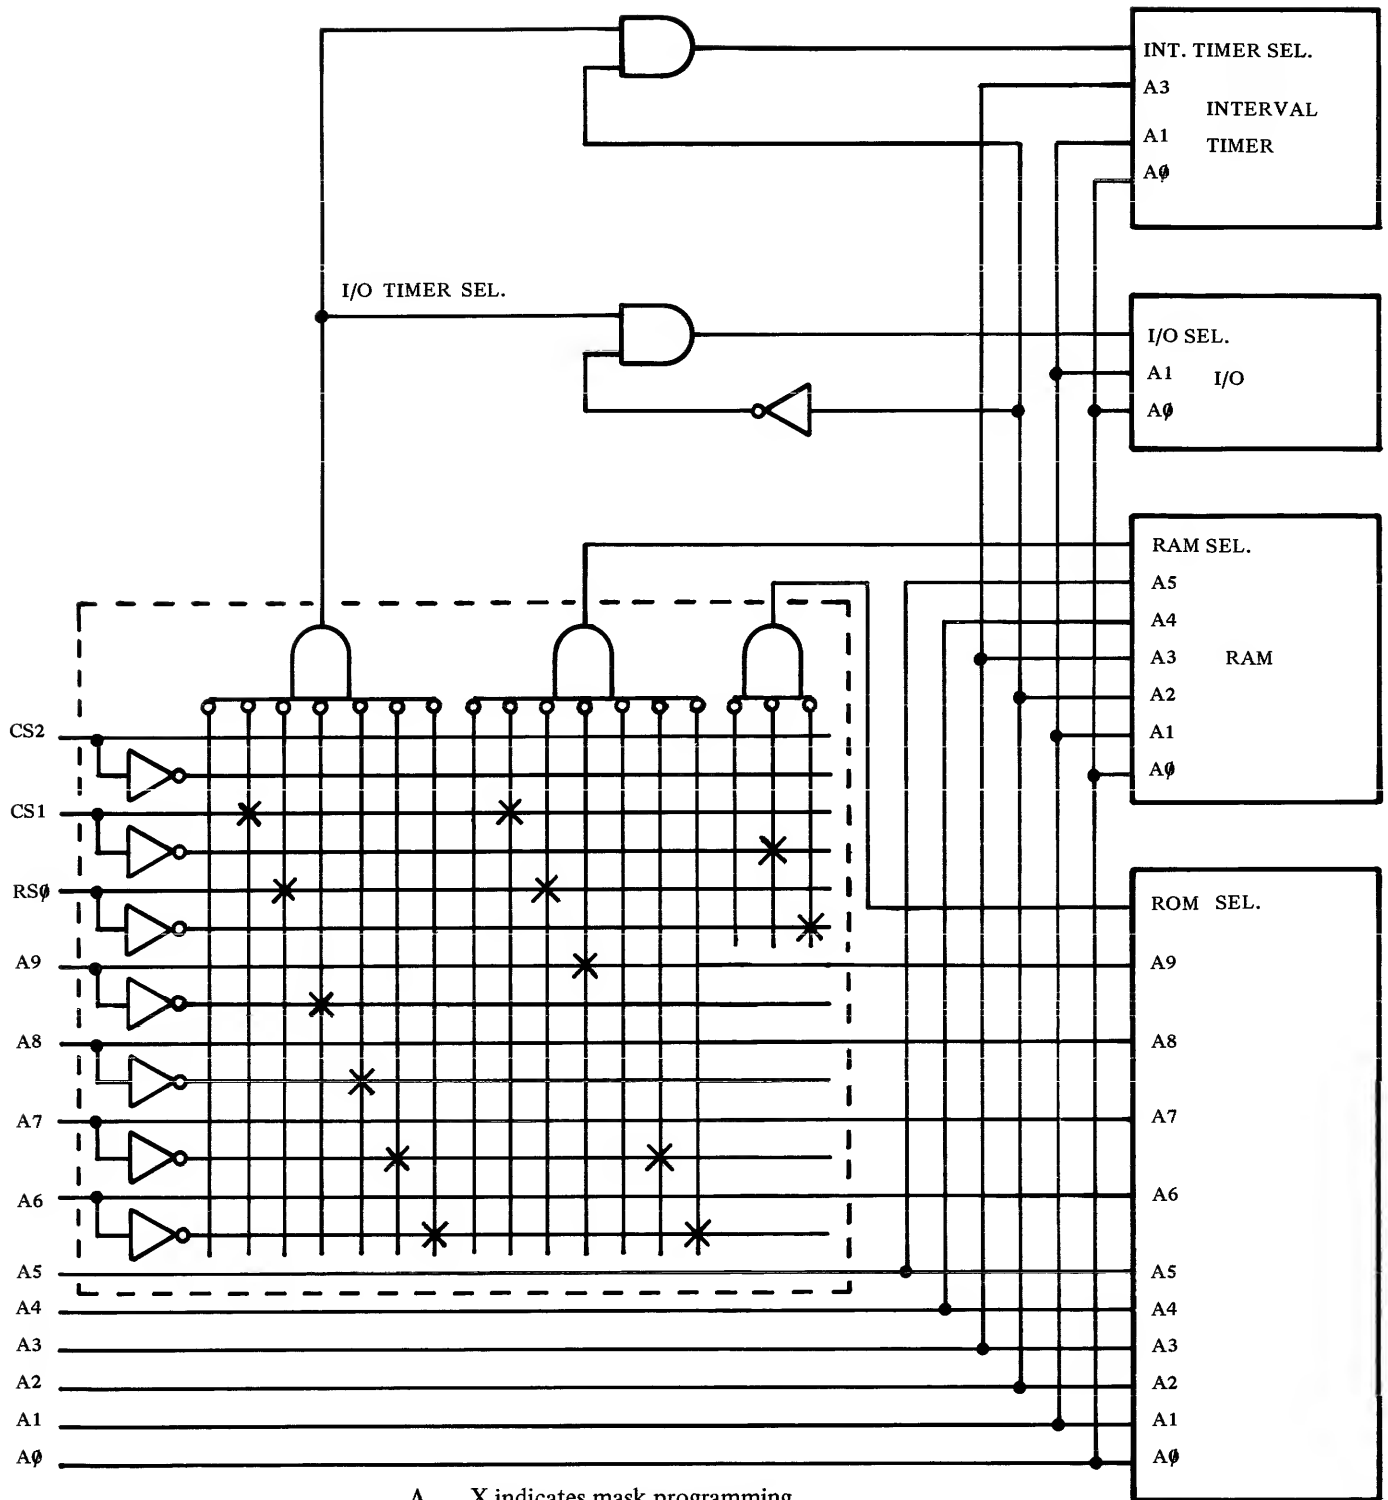 INT. TIMER SEL.
A3
INTERVAL
A1
TIMER
Aφ
I/O TIMER SEL.
I/O SEL.
A1
I/O
Aφ
RAM SEL.
A5
A4
A3
RAM
A2
A1
Aφ
CS2
CS1
RSφ
A9
A8
A7
A6
A5
A4
A3
A2
A1
Aφ
ROM SEL.
A9
A8
A7
A6
A5
A4
A3
A2
A1
Aφ
A. X indicates mask programming